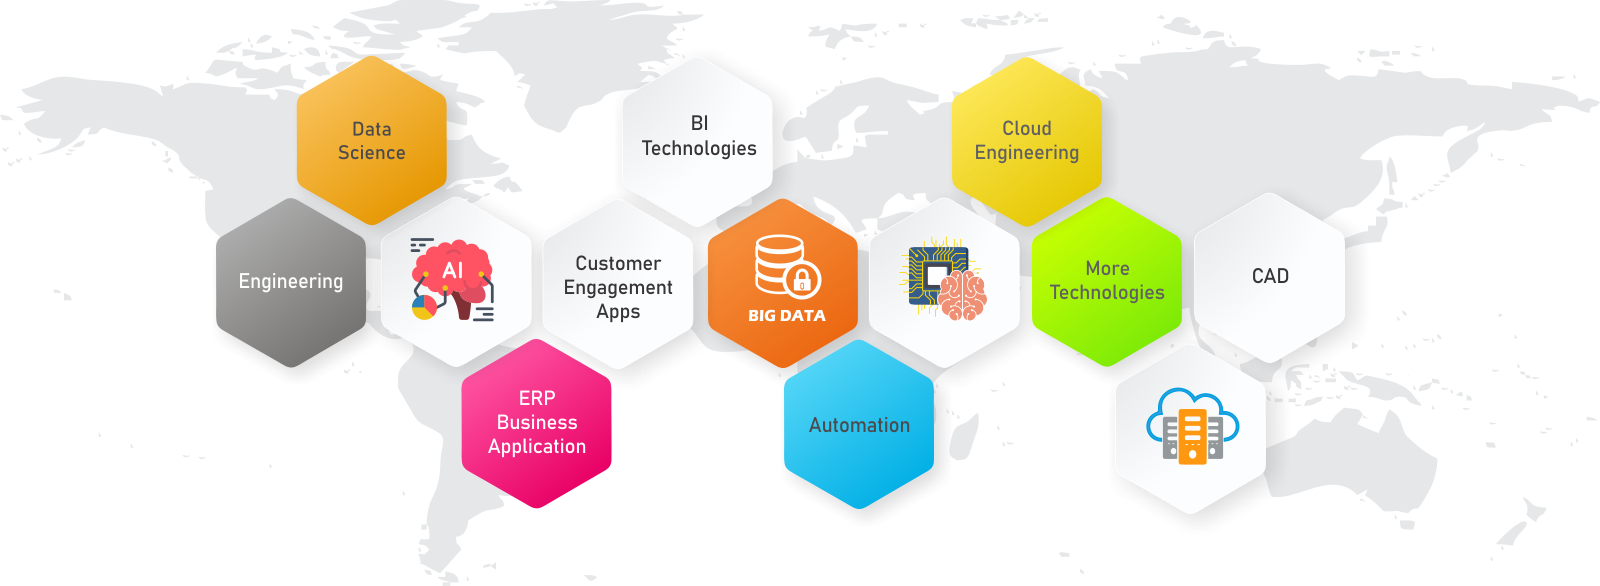 Data
Science
BI
Technologies
Cloud
Engineering
Engineering
AI
Customer
Engagement
Apps
BIG DATA
More
Technologies
CAD
ERP
Business
Application
Automation